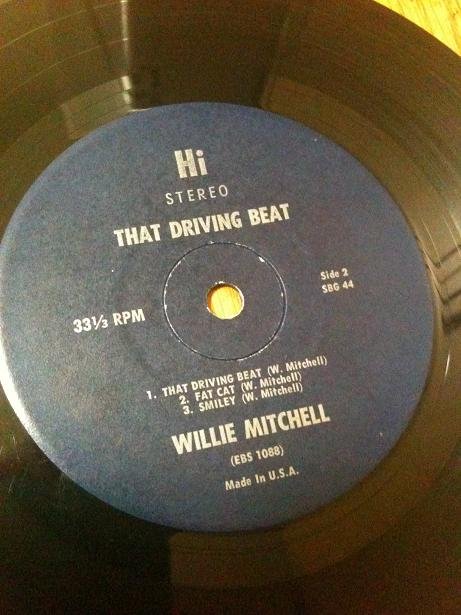 Hi
STEREO
THAT DRIVING BEAT
Side 2
SBG 44
33⅓ RPM
1. THAT DRIVING BEAT (W. Mitchell)
2. FAT CAT (W. Mitchell)
3. SMILEY (W. Mitchell)
WILLIE MITCHELL
(EBS 1088)
Made In U.S.A.